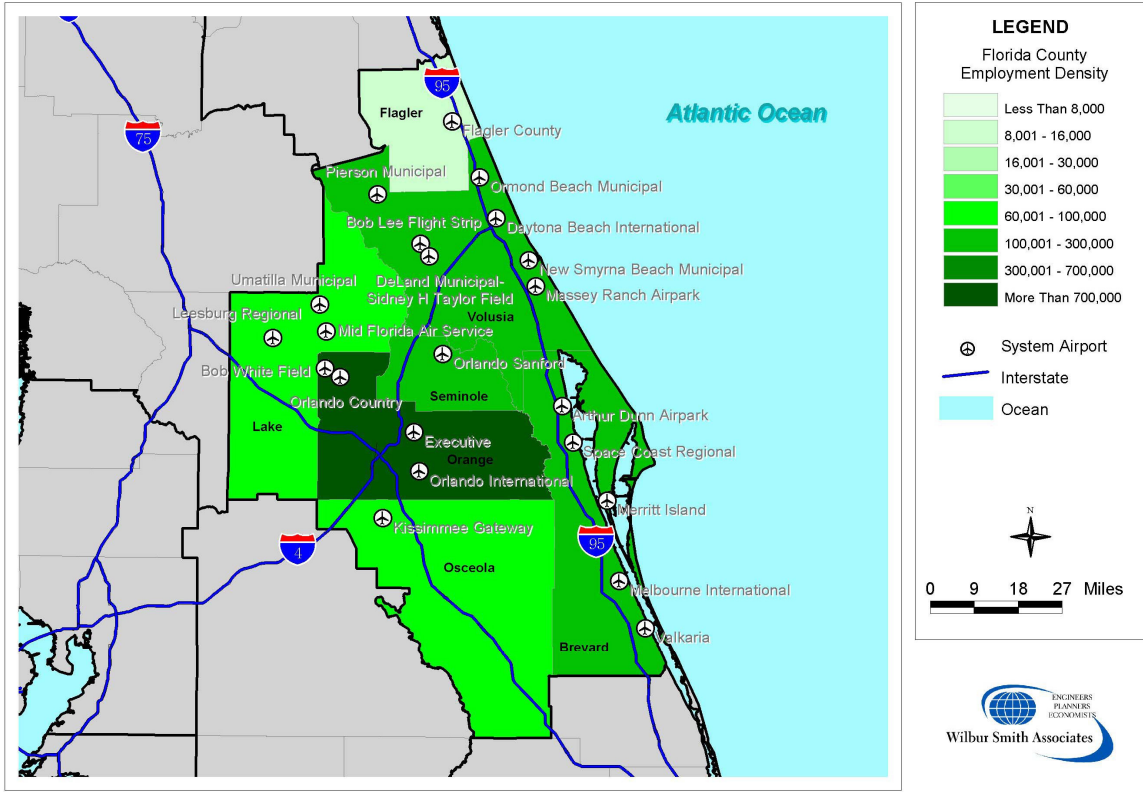 95
75
Flagler
Flagler County
Atlantic Ocean
Pierson Municipal
Ormond Beach Municipal
Bob Lee Flight Strip
Daytona Beach International
New Smyrna Beach Municipal
Umatilla Municipal
DeLand Municipal-
Sidney H Taylor Field
Massey Ranch Airpark
Leesburg Regional
Volusia
Mid Florida Air Service
Orlando Sanford
Bob White Field
Orlando Country
Seminole
Arthur Dunn Airpark
Lake
Executive
Orange
Space Coast Regional
Orlando International
Merritt Island
Kissimmee Gateway
4
95
Osceola
Melbourne International
Valkaria
Brevard
LEGEND
Florida County
Employment Density
Less Than 8,000
8,001 - 16,000
16,001 - 30,000
30,001 - 60,000
60,001 - 100,000
100,001 - 300,000
300,001 - 700,000
More Than 700,000
System Airport
Interstate
Ocean
N
0 9 18 27 Miles
ENGINEERS
PLANNERS
ECONOMISTS
Wilbur Smith Associates